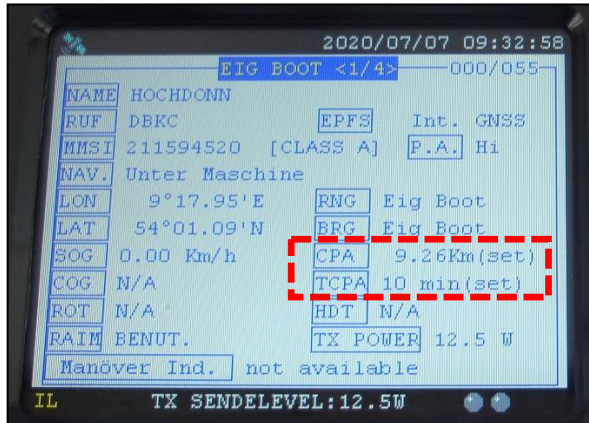 2020/07/07 09:32:58
EIG BOOT <1/4> 000/055
NAME HOCHDONN
RUF DBKC EPFS Int. GNSS
MMSI 211594520 [CLASS A] P.A. Hi
NAV. Unter Maschine
LON 9°17.95'E RNG Eig Boot
LAT 54°01.09'N BRG Eig Boot
SOG 0.00 Km/h CPA 9.26Km(set)
COG N/A TCPA 10 min(set)
ROT N/A HDT N/A
RAIM BENUT. TX POWER 12.5 W
Manöver Ind. not available
IL TX SENDELEVEL:12.5W